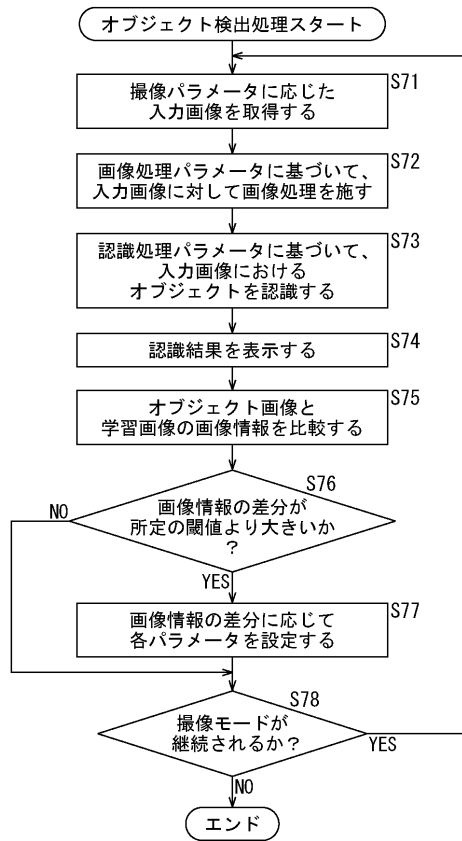 オブジェクト検出処理スタート
S71
撮像パラメータに応じた
入力画像を取得する
S72
画像処理パラメータに基づいて、
入力画像に対して画像処理を施す
S73
認識処理パラメータに基づいて、
入力画像における
オブジェクトを認識する
S74
認識結果を表示する
S75
オブジェクト画像と
学習画像の画像情報を比較する
S76
画像情報の差分が
所定の閾値より大きいか
?
NO
YES
S77
画像情報の差分に応じて
各パラメータを設定する
S78
撮像モードが
継続されるか?
YES
NO
エンド